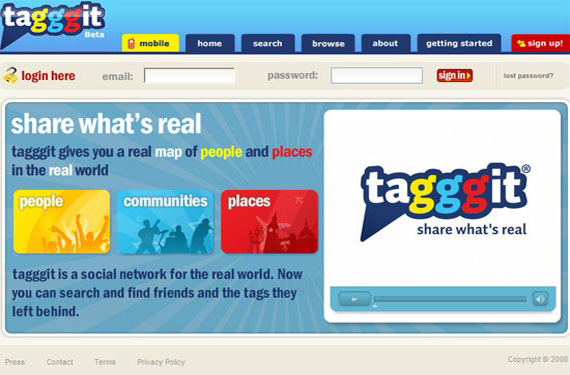 tagggit
Beta
mobile home search browse about getting started sign up!
login here email: password: sign in lost password?
share what's real
tagggit gives you a real map of people and places
in the real world
people communities places
tagggit is a social network for the real world. Now
you can search and find friends and the tags they
left behind.
tagggit®
share what's real
Press Contact Terms Privacy Policy Copyright © 2008